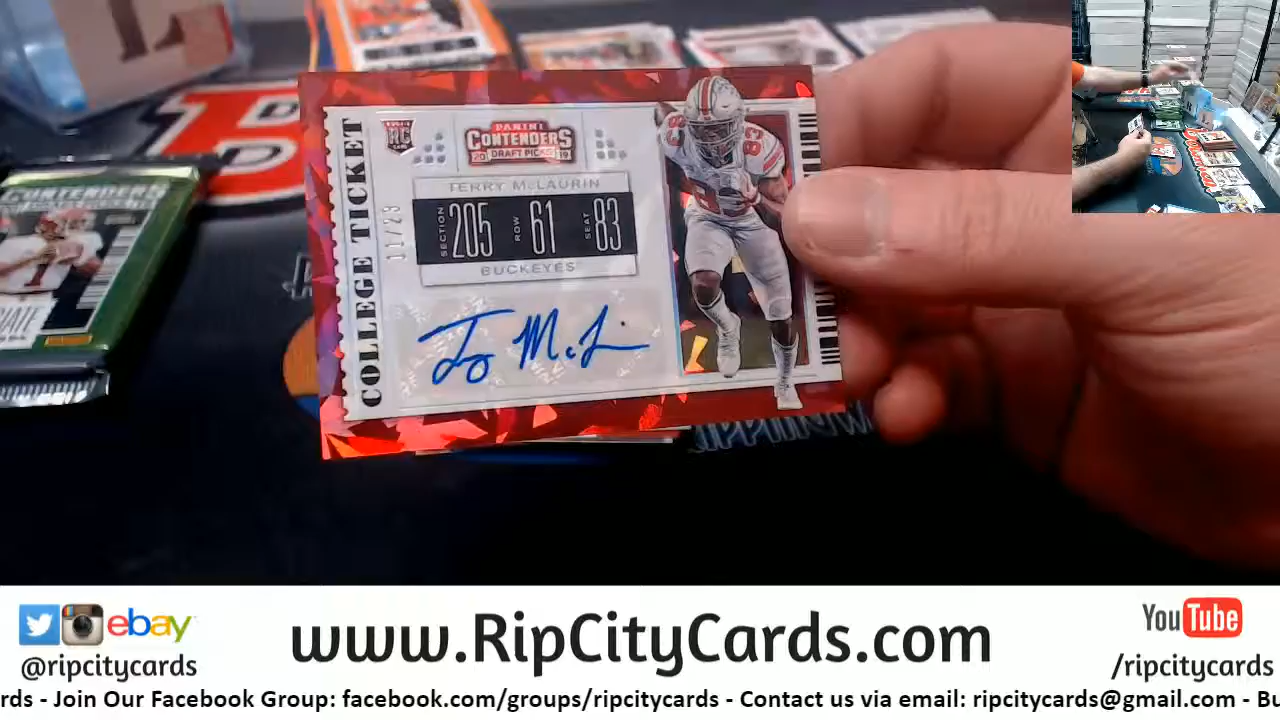 COLLEGE TICKET
11/23
RC
PANINI
CONTENDERS
20 DRAFT PICKS 19
TERRY McLAURIN
SECTION 205 ROW 61 SEAT 83
BUCKEYES
83
CONTENDERS
ebay
@ripcitycards
www.RipCityCards.com
YouTube
/ripcitycards
rds - Join Our Facebook Group: facebook.com/groups/ripcitycards - Contact us via email: ripcitycards@gmail.com - Bu